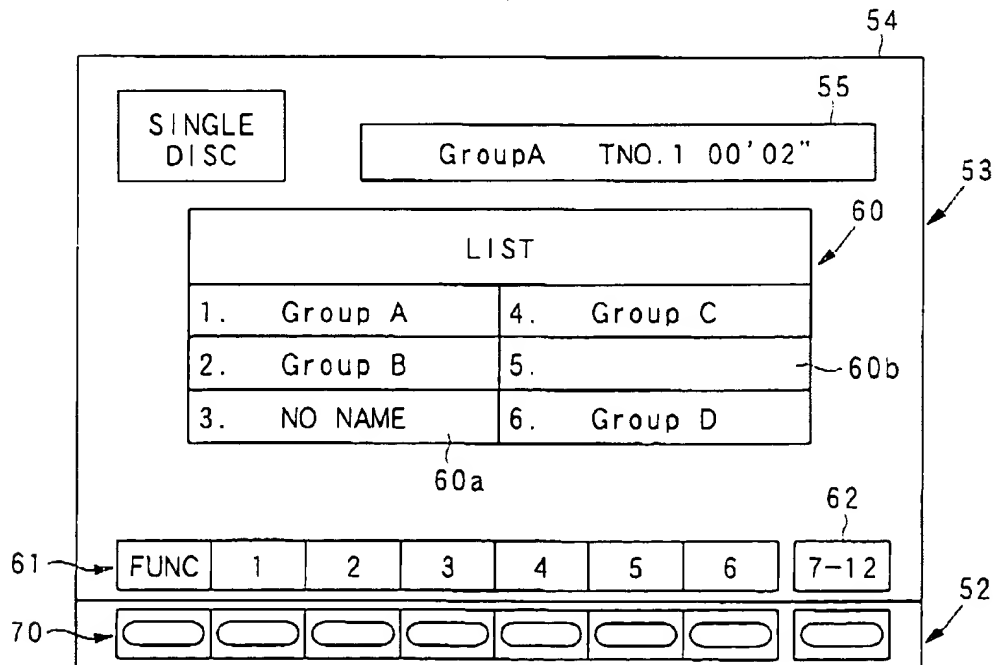 54
SINGLE
DISC
55
GroupA TNO.1 00'02"
53
60
LIST
1. Group A 4. Group C
2. Group B 5.
60b
3. NO NAME 6. Group D
60a
62
61 FUNC 1 2 3 4 5 6 7-12
52
70